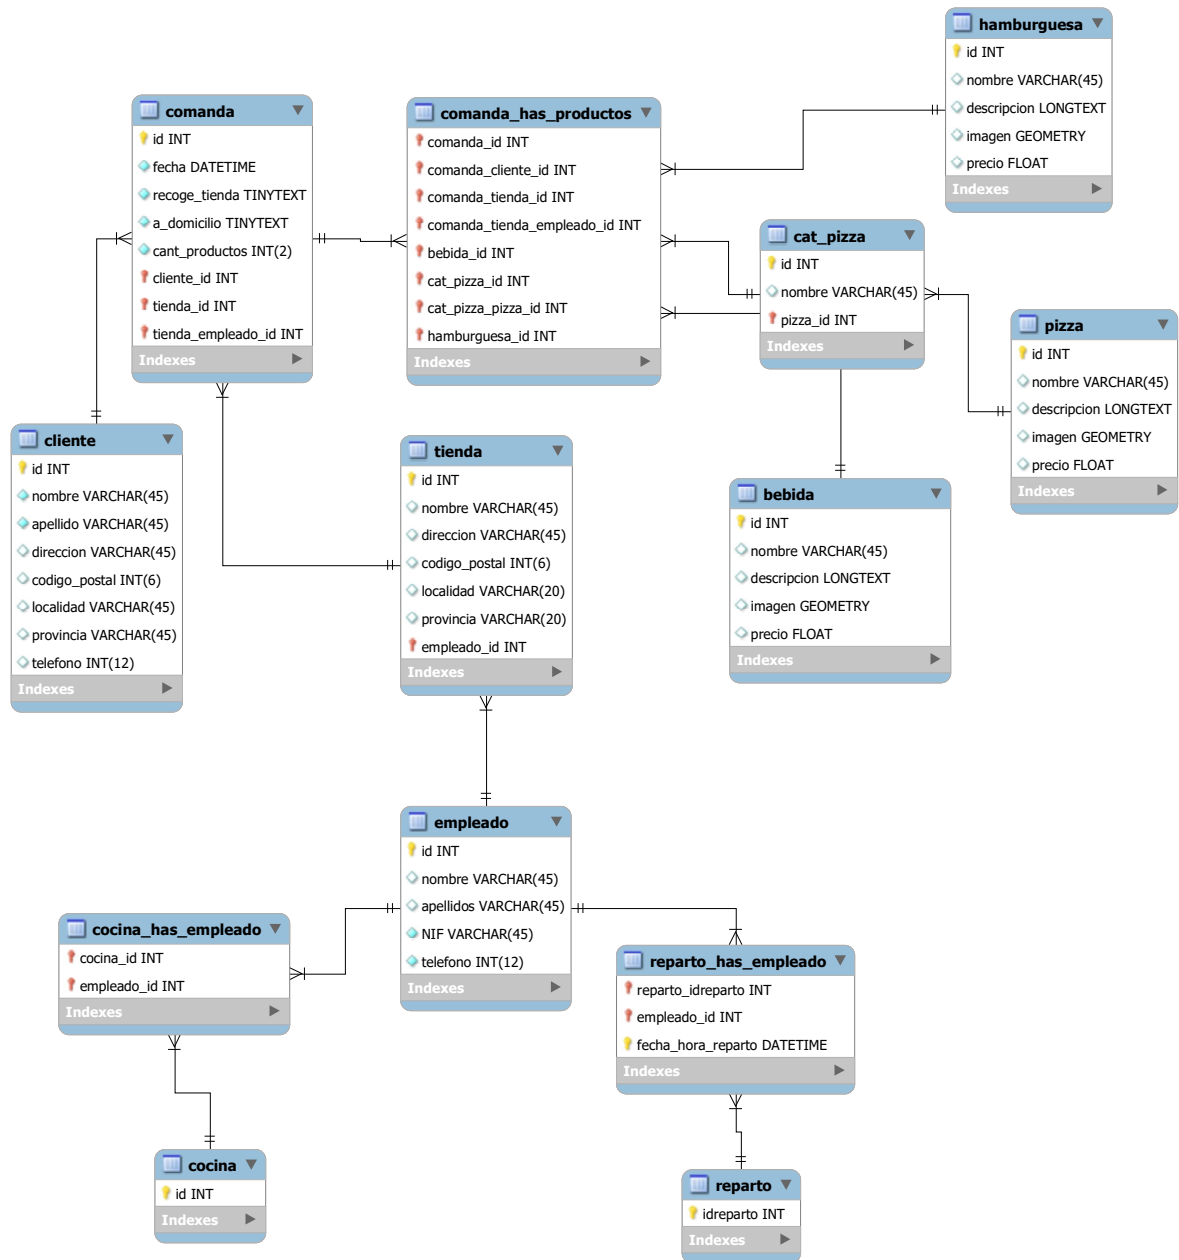 hamburguesa
id INT
nombre VARCHAR(45)
descripcion LONGTEXT
imagen GEOMETRY
precio FLOAT
Indexes
comanda
id INT
fecha DATETIME
recoge_tienda TINYTEXT
a_domicilio TINYTEXT
cant_productos INT(2)
cliente_id INT
tienda_id INT
tienda_empleado_id INT
Indexes
comanda_has_productos
comanda_id INT
comanda_cliente_id INT
comanda_tienda_id INT
comanda_tienda_empleado_id INT
bebida_id INT
cat_pizza_id INT
cat_pizza_pizza_id INT
hamburguesa_id INT
Indexes
cat_pizza
id INT
nombre VARCHAR(45)
pizza_id INT
Indexes
pizza
id INT
nombre VARCHAR(45)
descripcion LONGTEXT
imagen GEOMETRY
precio FLOAT
Indexes
cliente
id INT
nombre VARCHAR(45)
apellido VARCHAR(45)
direccion VARCHAR(45)
codigo_postal INT(6)
localidad VARCHAR(45)
provincia VARCHAR(45)
telefono INT(12)
Indexes
tienda
id INT
nombre VARCHAR(45)
direccion VARCHAR(45)
codigo_postal INT(6)
localidad VARCHAR(20)
provincia VARCHAR(20)
empleado_id INT
Indexes
bebida
id INT
nombre VARCHAR(45)
descripcion LONGTEXT
imagen GEOMETRY
precio FLOAT
Indexes
empleado
id INT
nombre VARCHAR(45)
apellidos VARCHAR(45)
NIF VARCHAR(45)
telefono INT(12)
Indexes
cocina_has_empleado
cocina_id INT
empleado_id INT
Indexes
reparto_has_empleado
reparto_idreparto INT
empleado_id INT
fecha_hora_reparto DATETIME
Indexes
cocina
id INT
Indexes
reparto
idreparto INT
Indexes